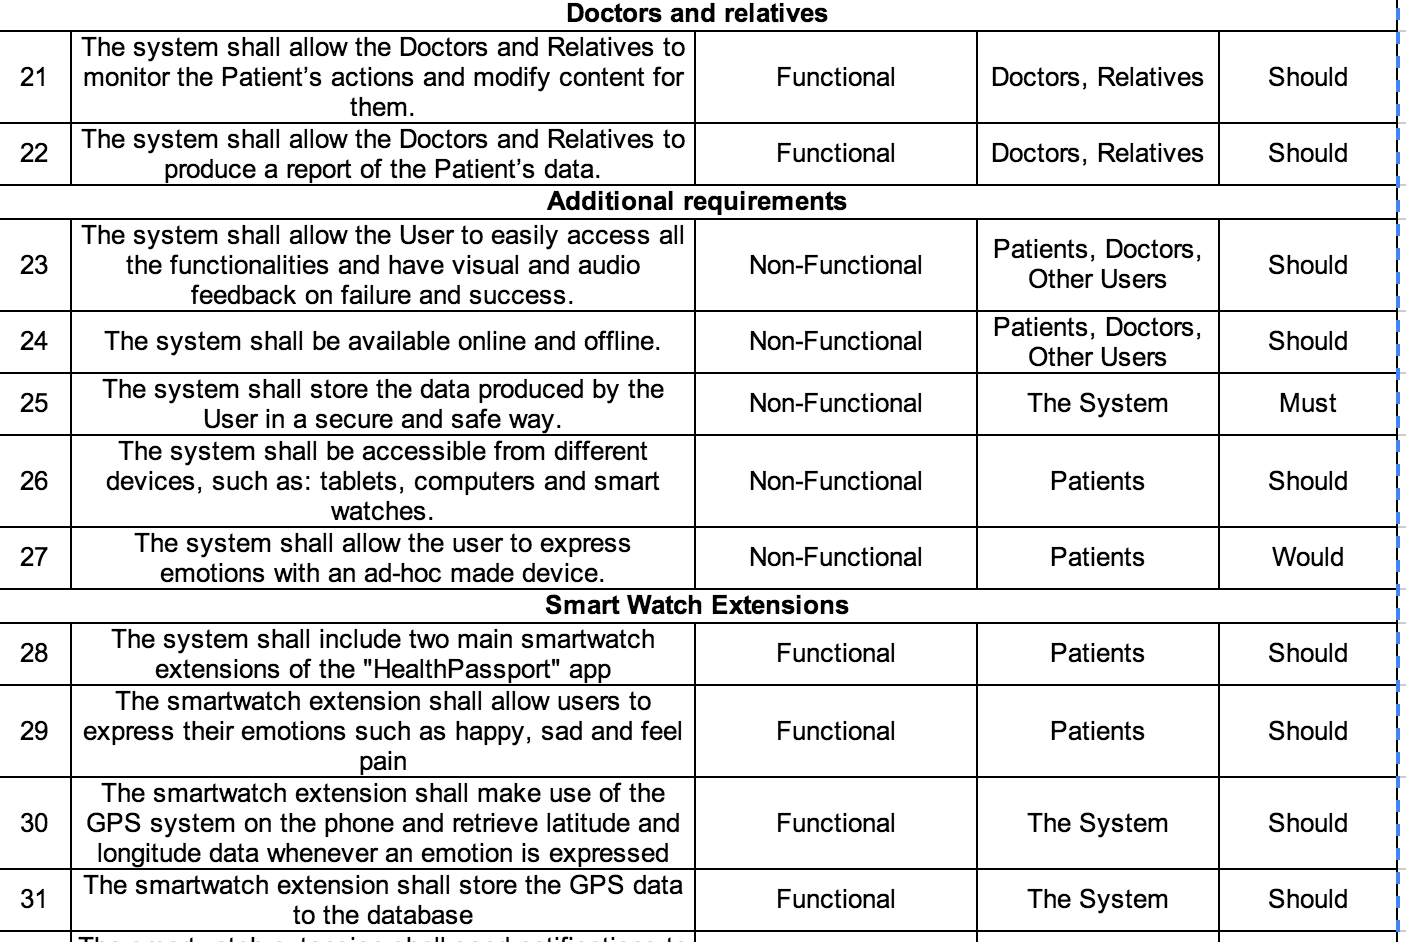 Doctors and relatives
21
The system shall allow the Doctors and Relatives to
monitor the Patient's actions and modify content for
them.
Functional
Doctors, Relatives
Should
22
The system shall allow the Doctors and Relatives to
produce a report of the Patient's data.
Functional
Doctors, Relatives
Should
Additional requirements
23
The system shall allow the User to easily access all
the functionalities and have visual and audio
feedback on failure and success.
Non-Functional
Patients, Doctors,
Other Users
Should
24
The system shall be available online and offline.
Non-Functional
Patients, Doctors,
Other Users
Should
25
The system shall store the data produced by the
User in a secure and safe way.
Non-Functional
The System
Must
26
The system shall be accessible from different
devices, such as: tablets, computers and smart
watches.
Non-Functional
Patients
Should
27
The system shall allow the user to express
emotions with an ad-hoc made device.
Non-Functional
Patients
Would
Smart Watch Extensions
28
The system shall include two main smartwatch
extensions of the "HealthPassport" app
Functional
Patients
Should
29
The smartwatch extension shall allow users to
express their emotions such as happy, sad and feel
pain
Functional
Patients
Should
30
The smartwatch extension shall make use of the
GPS system on the phone and retrieve latitude and
longitude data whenever an emotion is expressed
Functional
The System
Should
31
The smartwatch extension shall store the GPS data
to the database
Functional
The System
Should